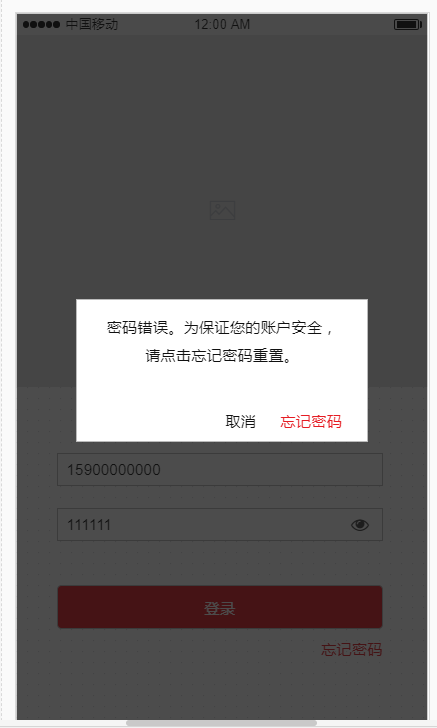 中国移动 12:00 AM
密码错误。为保证您的账户安全，
请点击忘记密码重置。
取消 忘记密码
15900000000
111111
登录
忘记密码